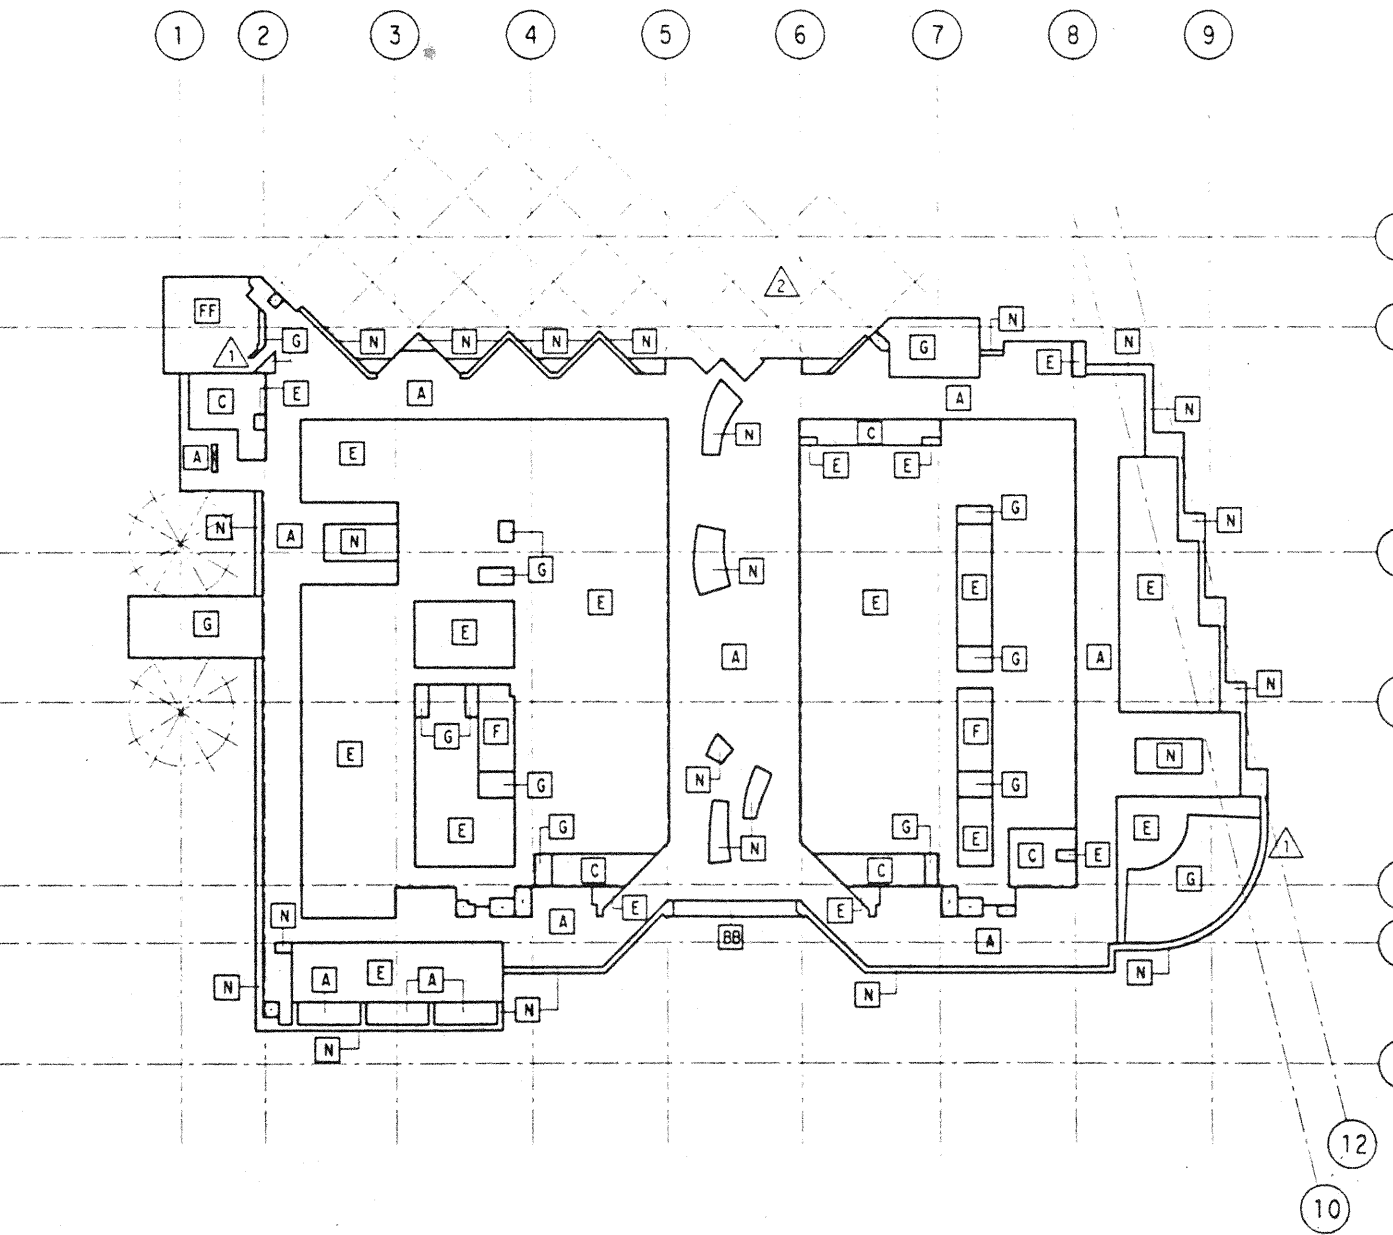 1 2 3 4 5 6 7 8 9
2
FF
N
G N N N N G N
1 E
C E A A N
N C
E E E
A G
N A N N
G N E
E E E
G
E
A G A
N
G F F
E N N
G G
G G E
E E 1
N C C C E
G
N E E
A BB A
E N
A A N N
N
N
12
10